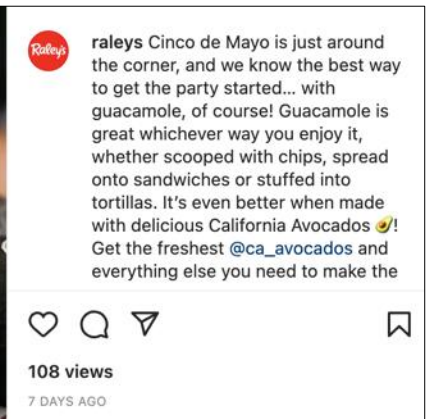 Raley's
raleys Cinco de Mayo is just around
the corner, and we know the best way
to get the party started... with
guacamole, of course! Guacamole is
great whichever way you enjoy it,
whether scooped with chips, spread
onto sandwiches or stuffed into
tortillas. It’s even better when made
with delicious California Avocados 🥑!
Get the freshest @ca_avocados and
everything else you need to make the
108 views
7 DAYS AGO